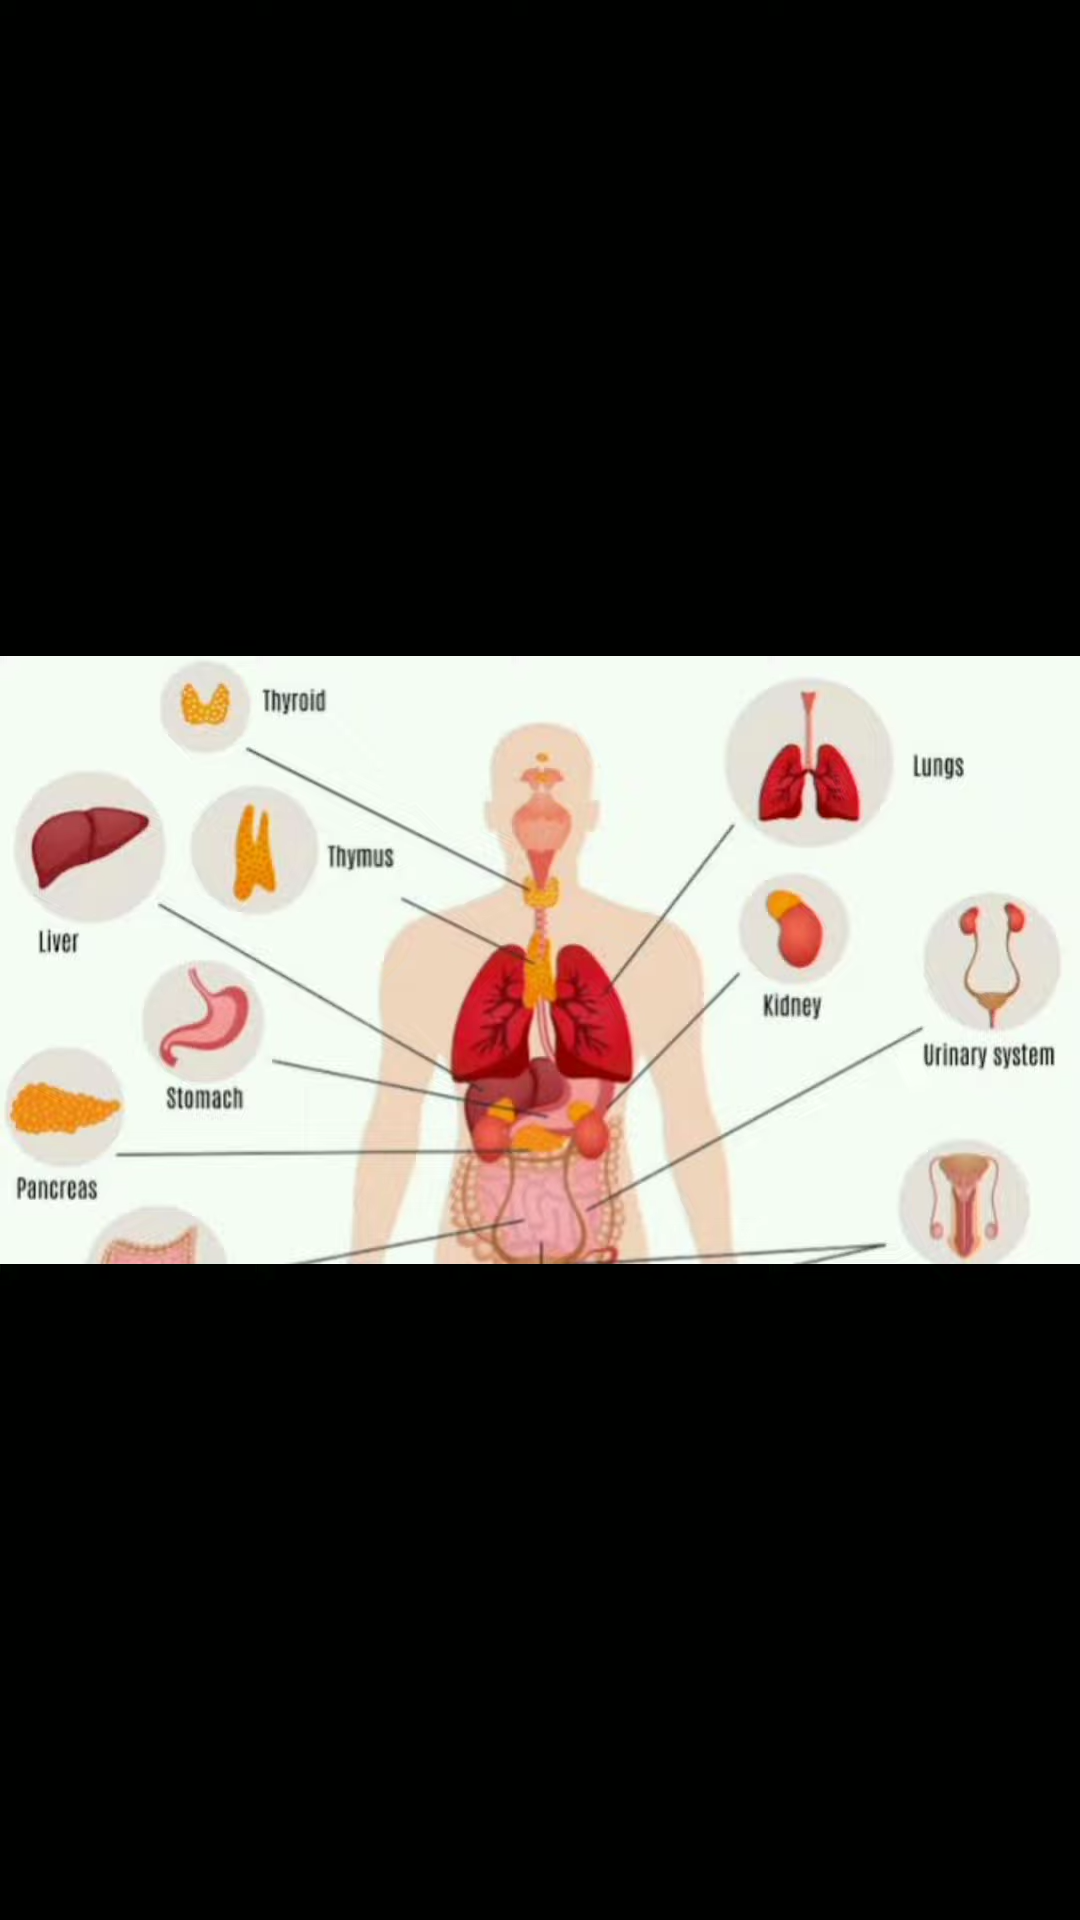 Thyroid
Lungs
Thymus
Liver
Kidney
Urinary system
Stomach
Pancreas